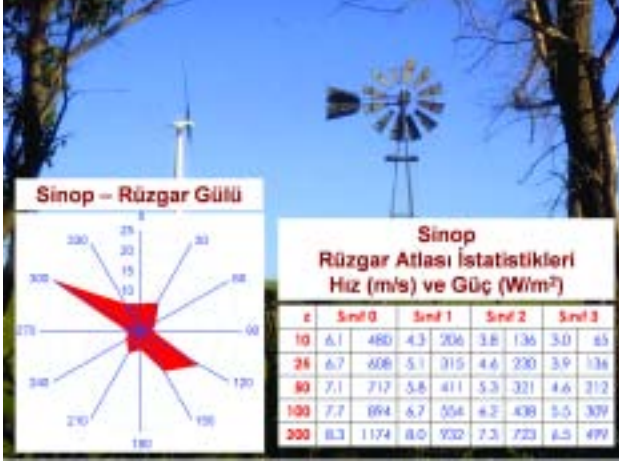 Sinop – Rüzgar Gülü
0
25
20
15
10
330
30
300
60
270
90
240
120
210
150
180
Sinop
Rüzgar Atlası İstatistikleri
Hız (m/s) ve Güç (W/m²)
z Sınıf 0 Sınıf 1 Sınıf 2 Sınıf 3
10 6.1 480 4.3 206 3.8 136 3.0 65
25 6.7 608 5.1 315 4.6 230 3.9 136
50 7.1 717 5.8 411 5.3 321 4.6 212
100 7.7 894 6.7 554 6.2 438 5.5 309
200 8.3 1174 8.0 932 7.3 723 6.5 499